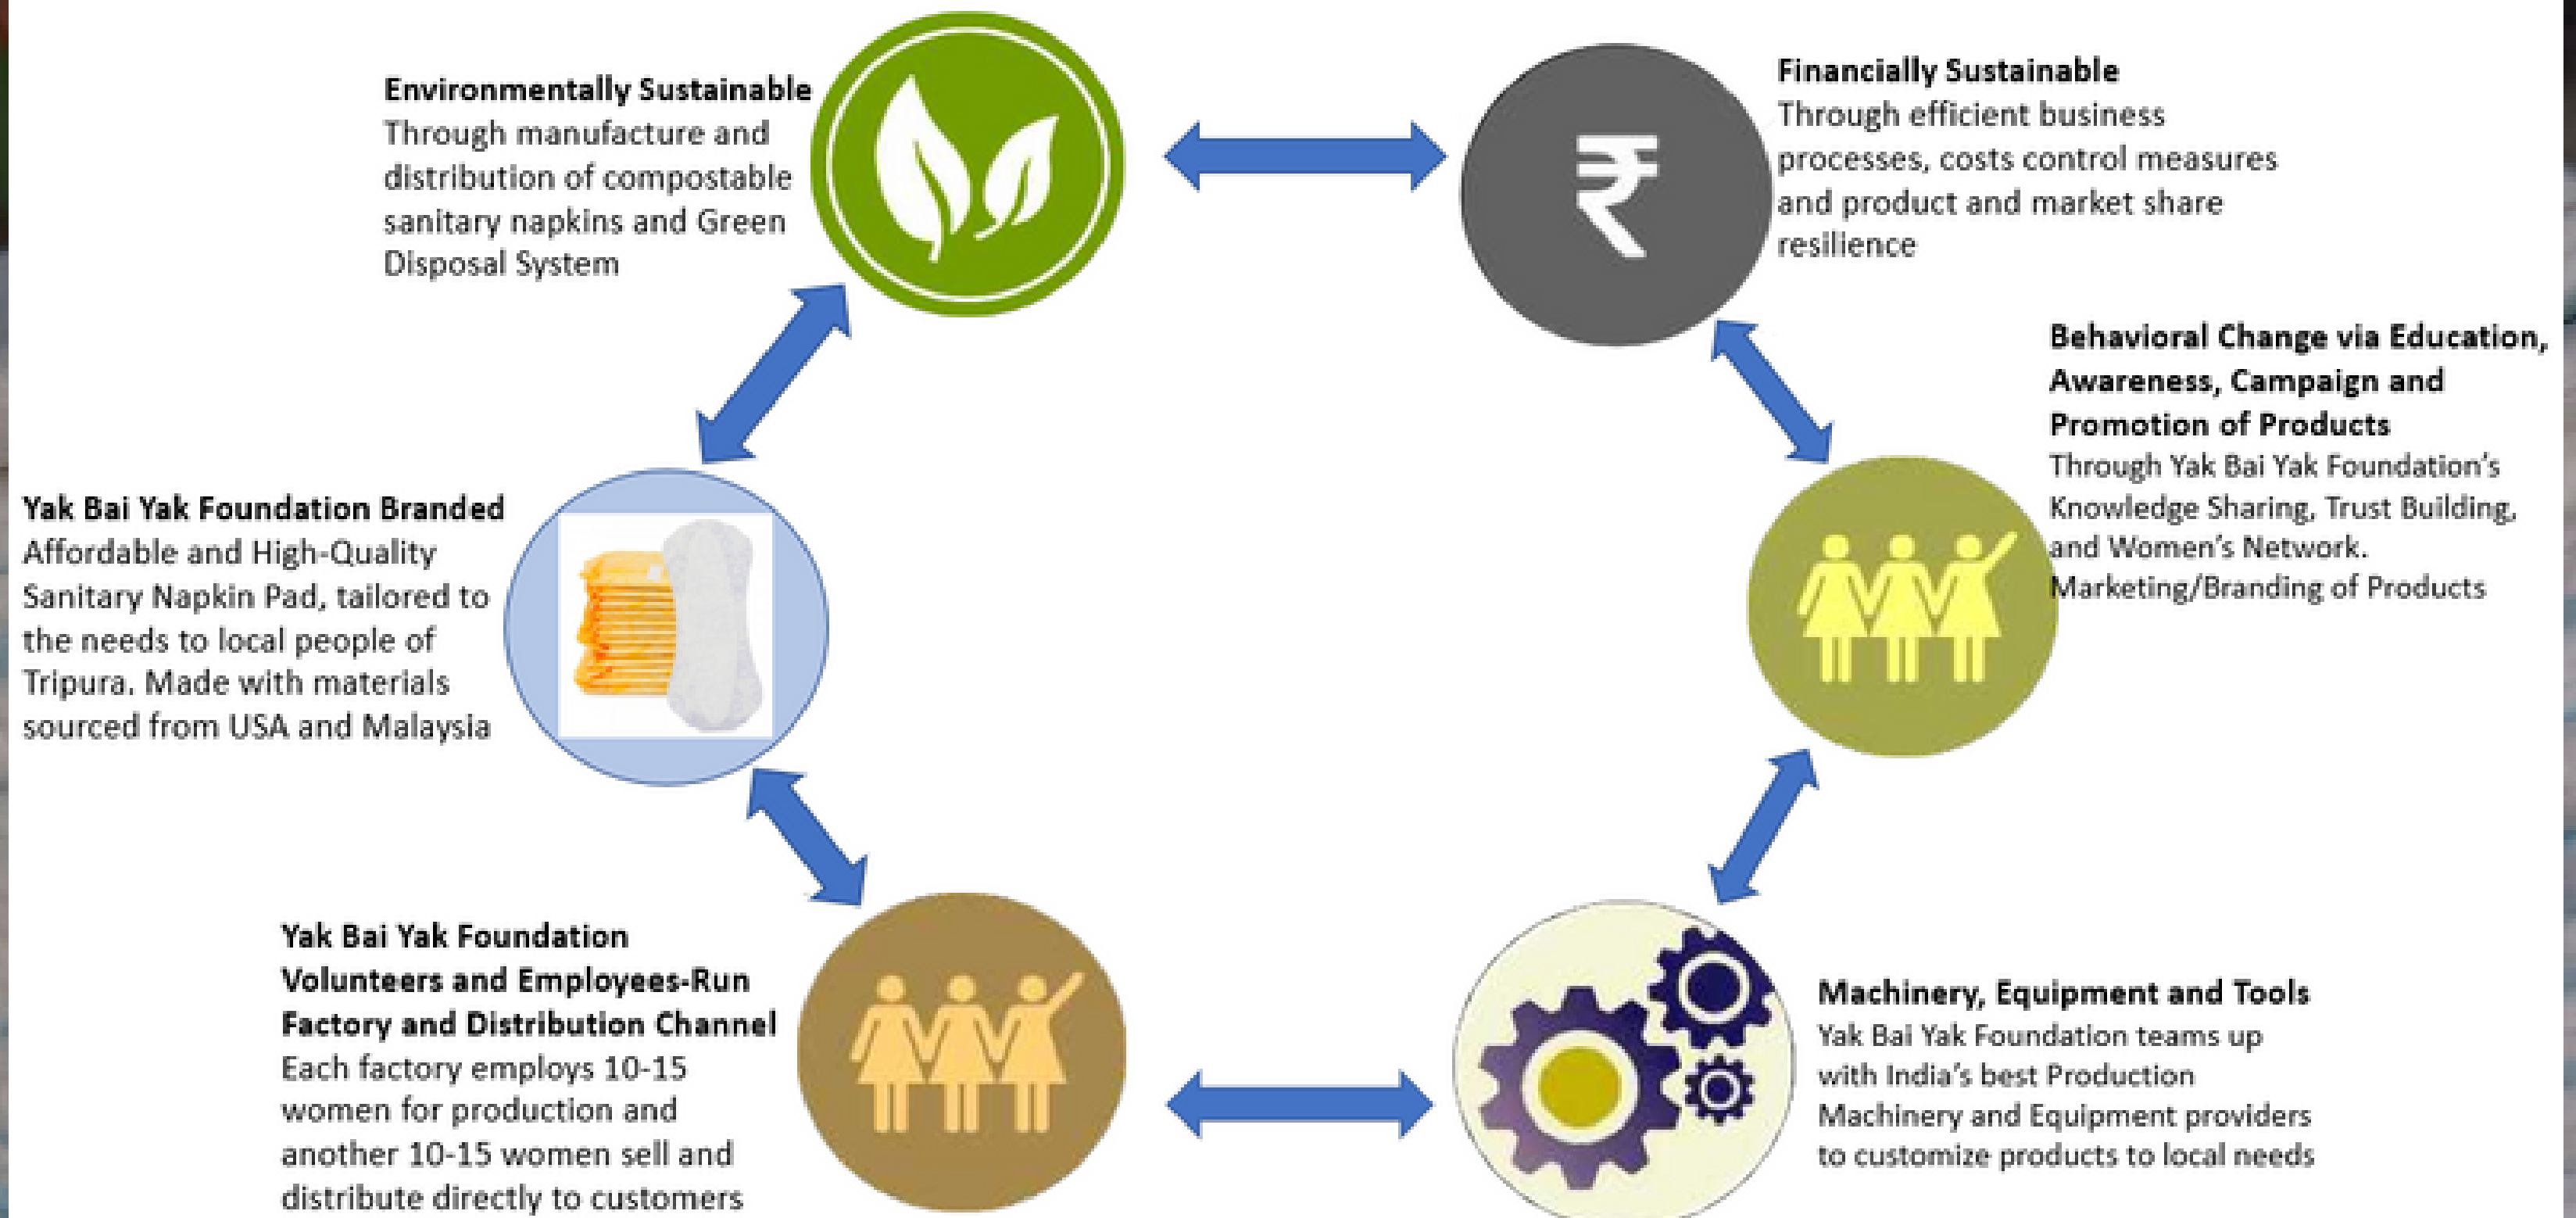 Environmentally Sustainable
Through manufacture and
distribution of compostable
sanitary napkins and Green
Disposal System
₹
Financially Sustainable
Through efficient business
processes, costs control measures
and product and market share
resilience
Behavioral Change via Education,
Awareness, Campaign and
Promotion of Products
Through Yak Bai Yak Foundation's
Knowledge Sharing, Trust Building,
and Women's Network.
Marketing/Branding of Products
Yak Bai Yak Foundation Branded
Affordable and High-Quality
Sanitary Napkin Pad, tailored to
the needs to local people of
Tripura. Made with materials
sourced from USA and Malaysia
Yak Bai Yak Foundation
Volunteers and Employees-Run
Factory and Distribution Channel
Each factory employs 10-15
women for production and
another 10-15 women sell and
distribute directly to customers
Machinery, Equipment and Tools
Yak Bai Yak Foundation teams up
with India's best Production
Machinery and Equipment providers
to customize products to local needs